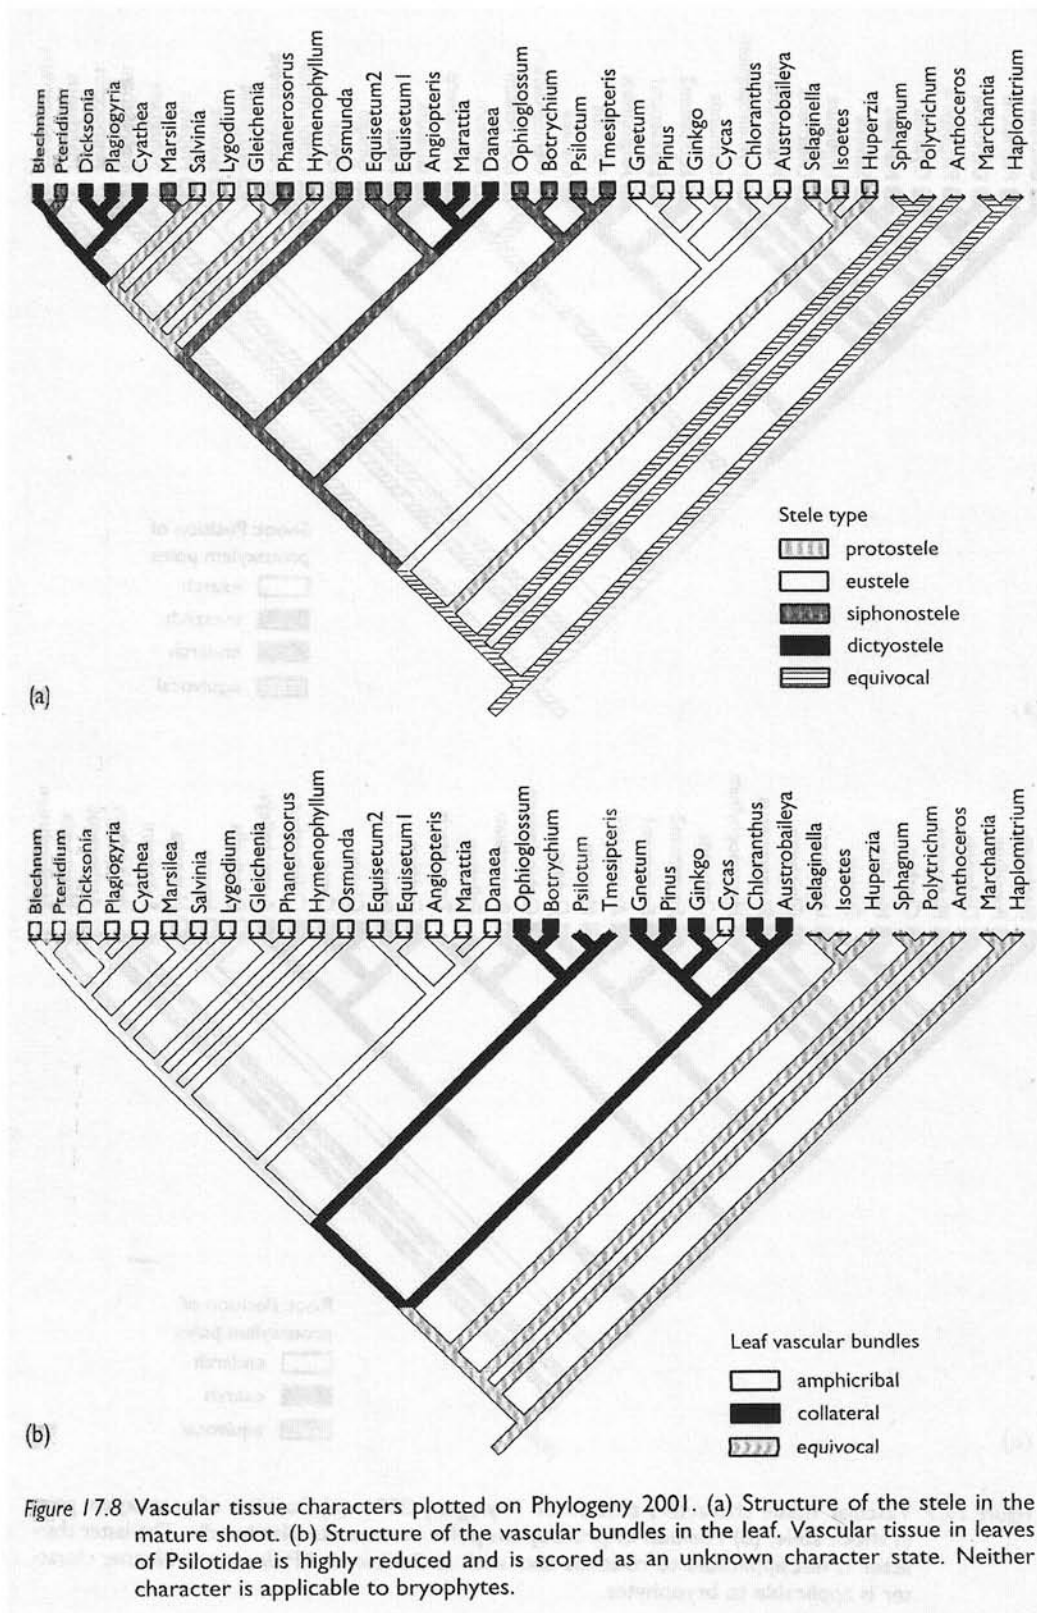 Blechnum
Pteridium
Dicksonia
Plagiogyria
Cyathea
Marsilea
Salvinia
Lygodium
Gleichenia
Phanerosorus
Hymenophyllum
Osmunda
Equisetum2
Equisetum1
Angiopteris
Marattia
Danaea
Ophioglossum
Botrychium
Psilotum
Tmesipteris
Gnetum
Pinus
Ginkgo
Cycas
Chloranthus
Austrobaileya
Selaginella
Isoetes
Huperzia
Sphagnum
Polytrichum
Anthoceros
Marchantia
Haplomitrium
Stele type
protostele
eustele
siphonostele
dictyostele
equivocal
(a)
Blechnum
Pteridium
Dicksonia
Plagiogyria
Cyathea
Marsilea
Salvinia
Lygodium
Gleichenia
Phanerosorus
Hymenophyllum
Osmunda
Equisetum2
Equisetum1
Angiopteris
Marattia
Danaea
Ophioglossum
Botrychium
Psilotum
Tmesipteris
Gnetum
Pinus
Ginkgo
Cycas
Chloranthus
Austrobaileya
Selaginella
Isoetes
Huperzia
Sphagnum
Polytrichum
Anthoceros
Marchantia
Haplomitrium
Leaf vascular bundles
amphicribal
collateral
equivocal
(b)
Figure 17.8 Vascular tissue characters plotted on Phylogeny 2001. (a) Structure of the stele in the
mature shoot. (b) Structure of the vascular bundles in the leaf. Vascular tissue in leaves
of Psilotidae is highly reduced and is scored as an unknown character state. Neither
character is applicable to bryophytes.